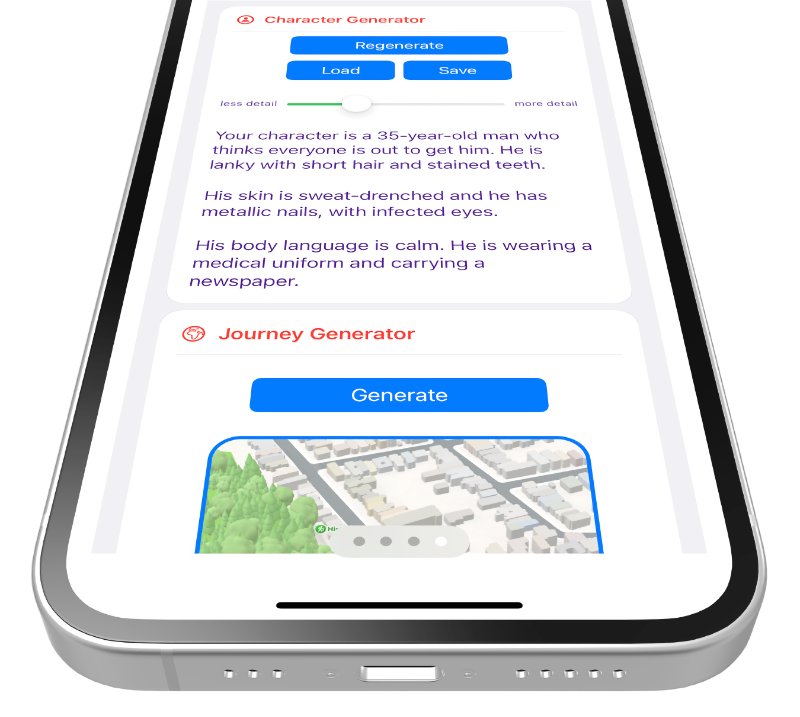 Character Generator
Regenerate
Load Save
less detail more detail
Your character is a 35-year-old man who
thinks everyone is out to get him. He is
lanky with short hair and stained teeth.
His skin is sweat-drenched and he has
metallic nails, with infected eyes.
His body language is calm. He is wearing a
medical uniform and carrying a
newspaper.
Journey Generator
Generate